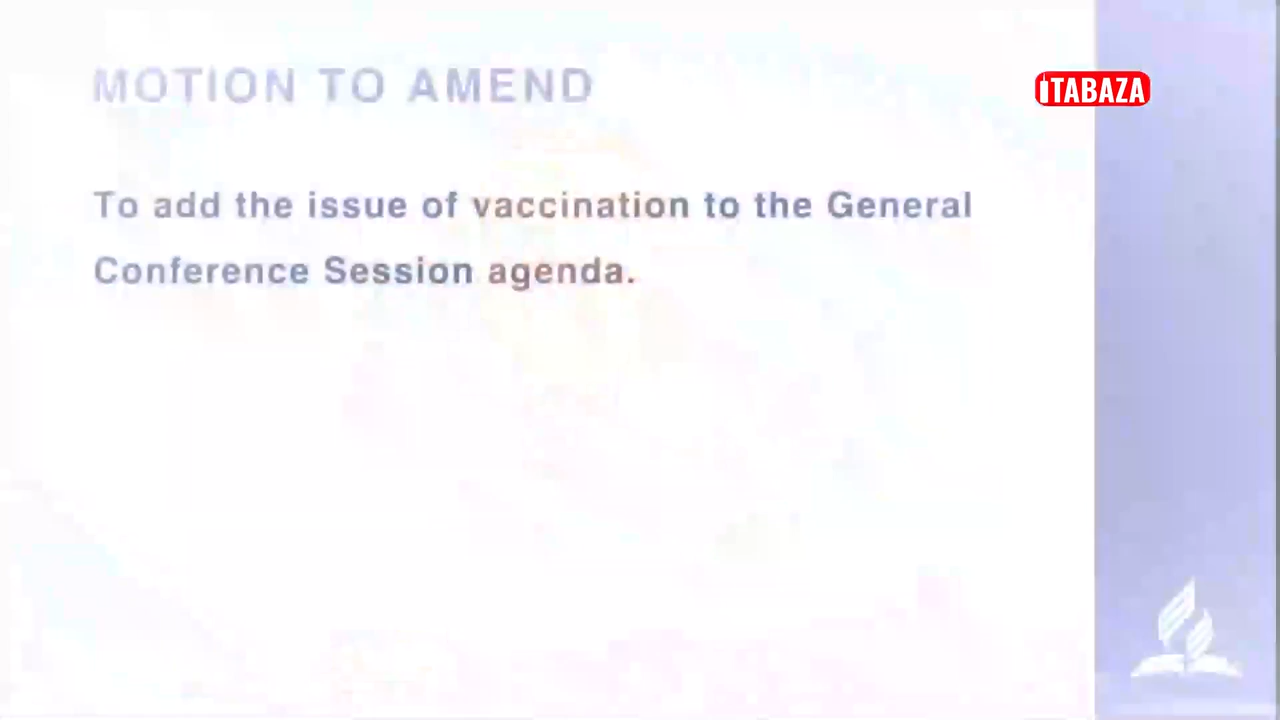 MOTION TO AMEND
ITABAZA
To add the issue of vaccination to the General
Conference Session agenda.